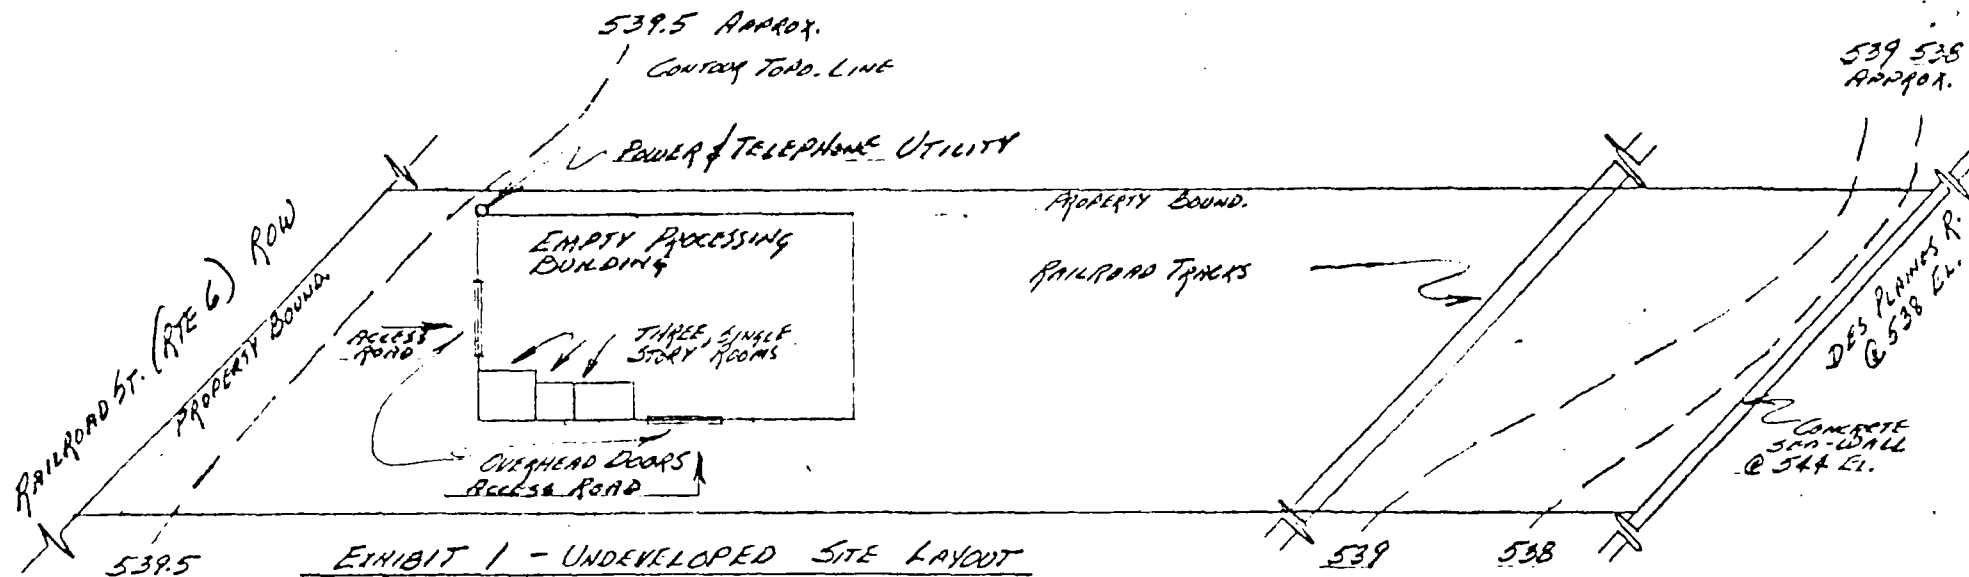 539.5 APPROX.
CONTOUR TOPO. LINE
539 538
APPROX.
POWER & TELEPHONE UTILITY
PROPERTY BOUND.
RAILROAD ST. (RTE 6) ROW
PROPERTY BOUND.
EMPTY PROCESSING
BUILDING
RAILROAD TRACKS
DES PLAINES R.
@ 538 EL.
ACCESS
ROAD
THREE, SINGLE
STORY ROOMS
CONCRETE
SEA-WALL
@ 544 EL.
OVERHEAD DOORS
ACCESS ROAD
539.5
EXHIBIT 1 - UNDEVELOPED SITE LAYOUT
539
538